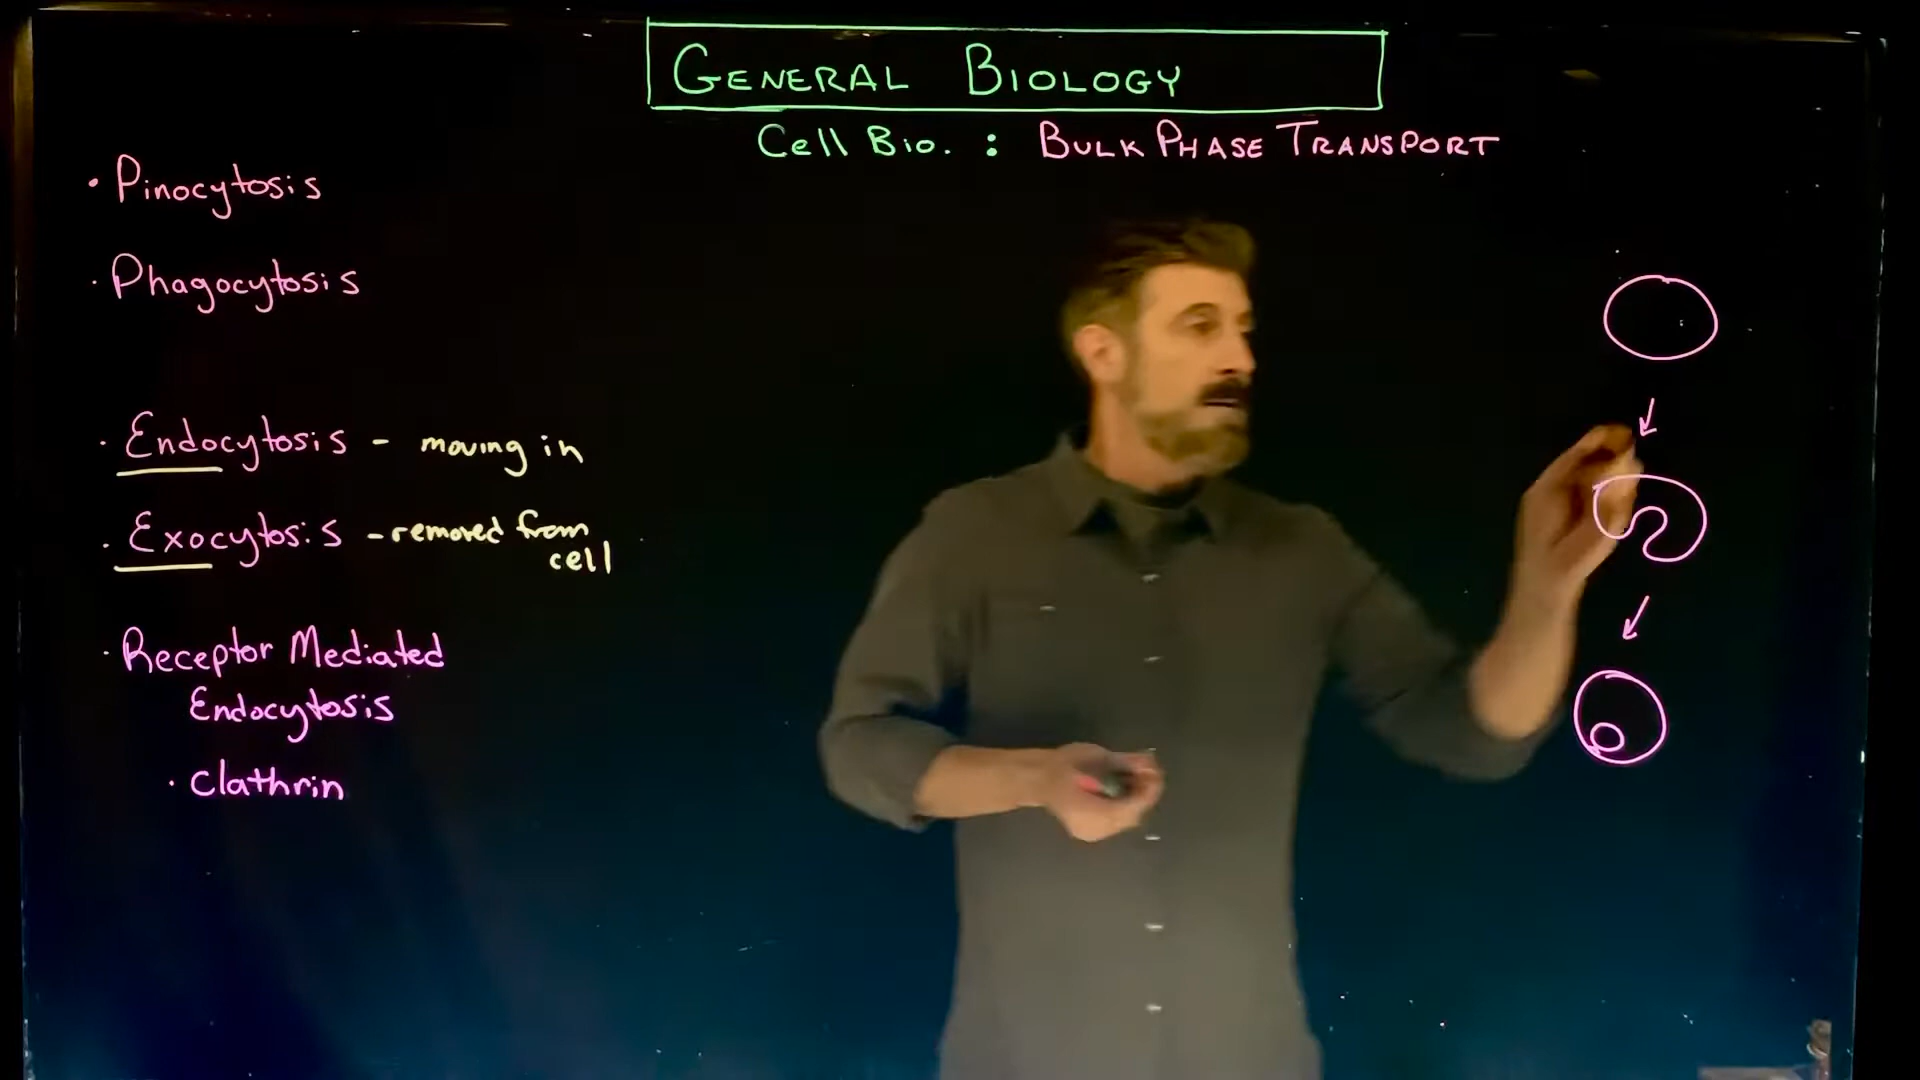 GENERAL BIOLOGY
Cell Bio. : BULK PHASE TRANSPORT
• Pinocytosis
• Phagocytosis
• Endocytosis - moving in
• Exocytosis - removed from
cell
• Receptor Mediated
Endocytosis
• Clathrin